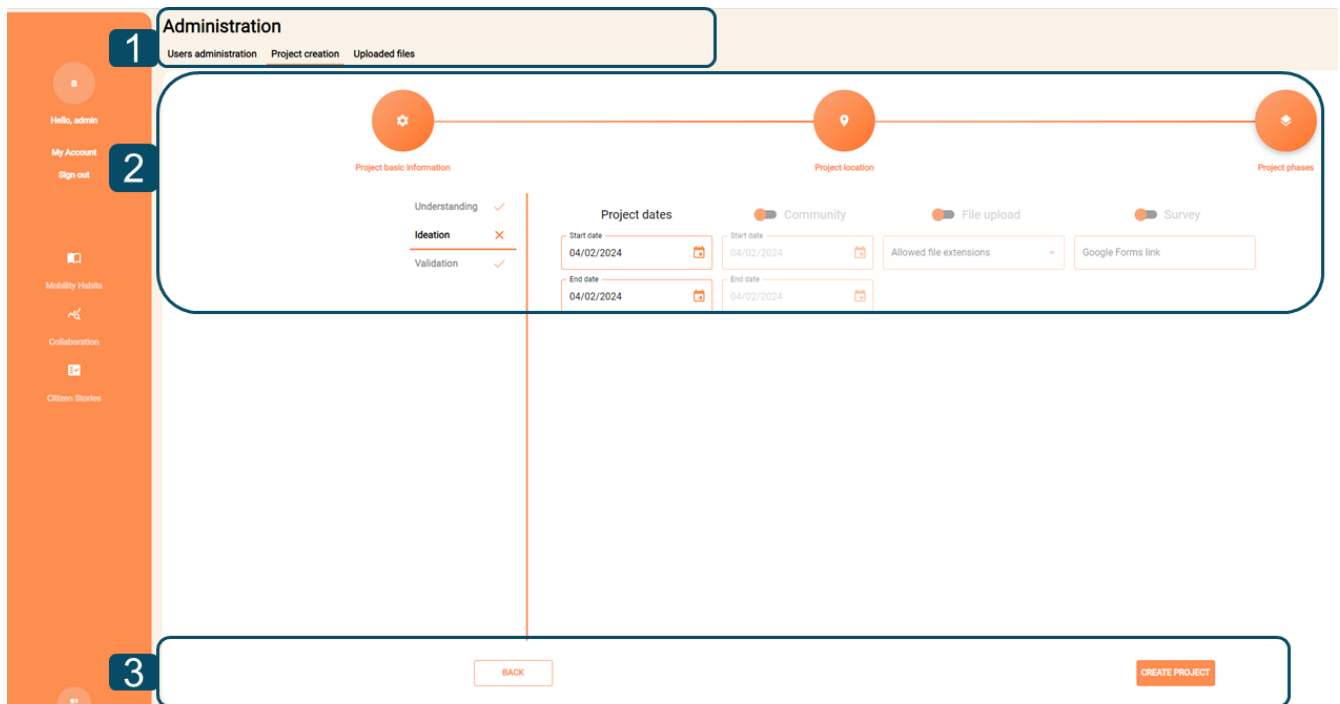 Administration
1
Users administration Project creation Uploaded files
a
Hello, admin
My Account
Sign out
2
Mobility Habits
Collaboration
Citizen Stories
Project basic information
Project location
Project phases
Understanding
Ideation
Validation
Project dates
Community
File upload
Survey
Start date
04/02/2024
Start date
04/02/2024
Allowed file extensions
Google Forms link
End date
04/02/2024
End date
04/02/2024
3
BACK
CREATE PROJECT